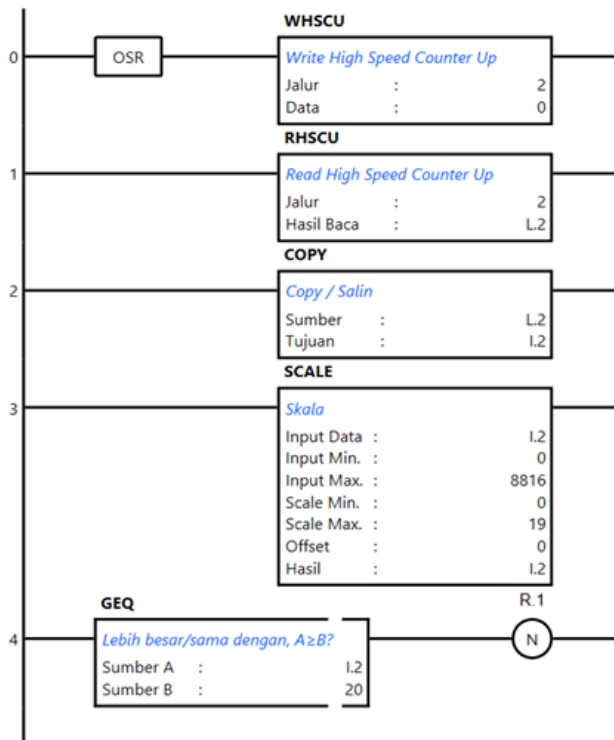 WHSCU
0 OSR Write High Speed Counter Up
Jalur : 2
Data : 0
RHSCU
1 Read High Speed Counter Up
Jalur : 2
Hasil Baca : L.2
COPY
2 Copy / Salin
Sumber : L.2
Tujuan : I.2
SCALE
3 Skala
Input Data : I.2
Input Min. : 0
Input Max. : 8816
Scale Min. : 0
Scale Max. : 19
Offset : 0
Hasil : I.2
GEQ R.1
4 Lebih besar/sama dengan, A≥B? N
Sumber A : I.2
Sumber B : 20